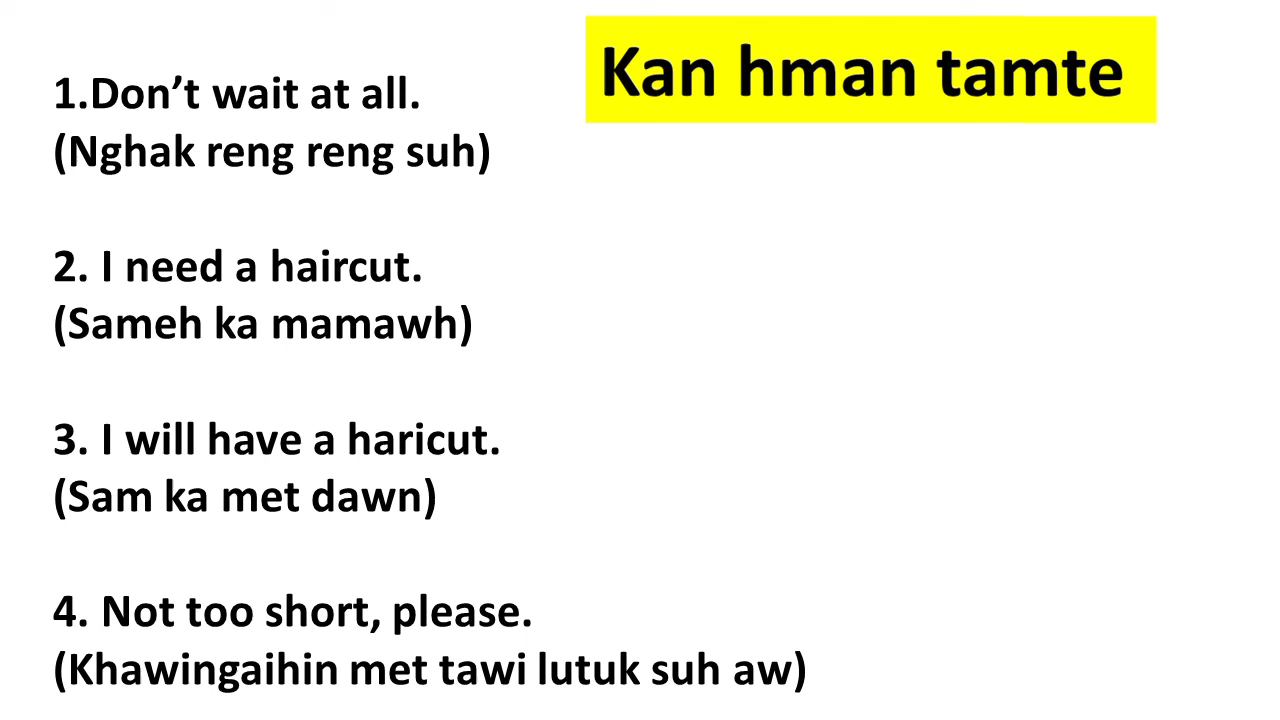 Kan hman tamte
1.Don’t wait at all.
(Nghak reng reng suh)
2. I need a haircut.
(Sameh ka mamawh)
3. I will have a haricut.
(Sam ka met dawn)
4. Not too short, please.
(Khawingaihin met tawi lutuk suh aw)